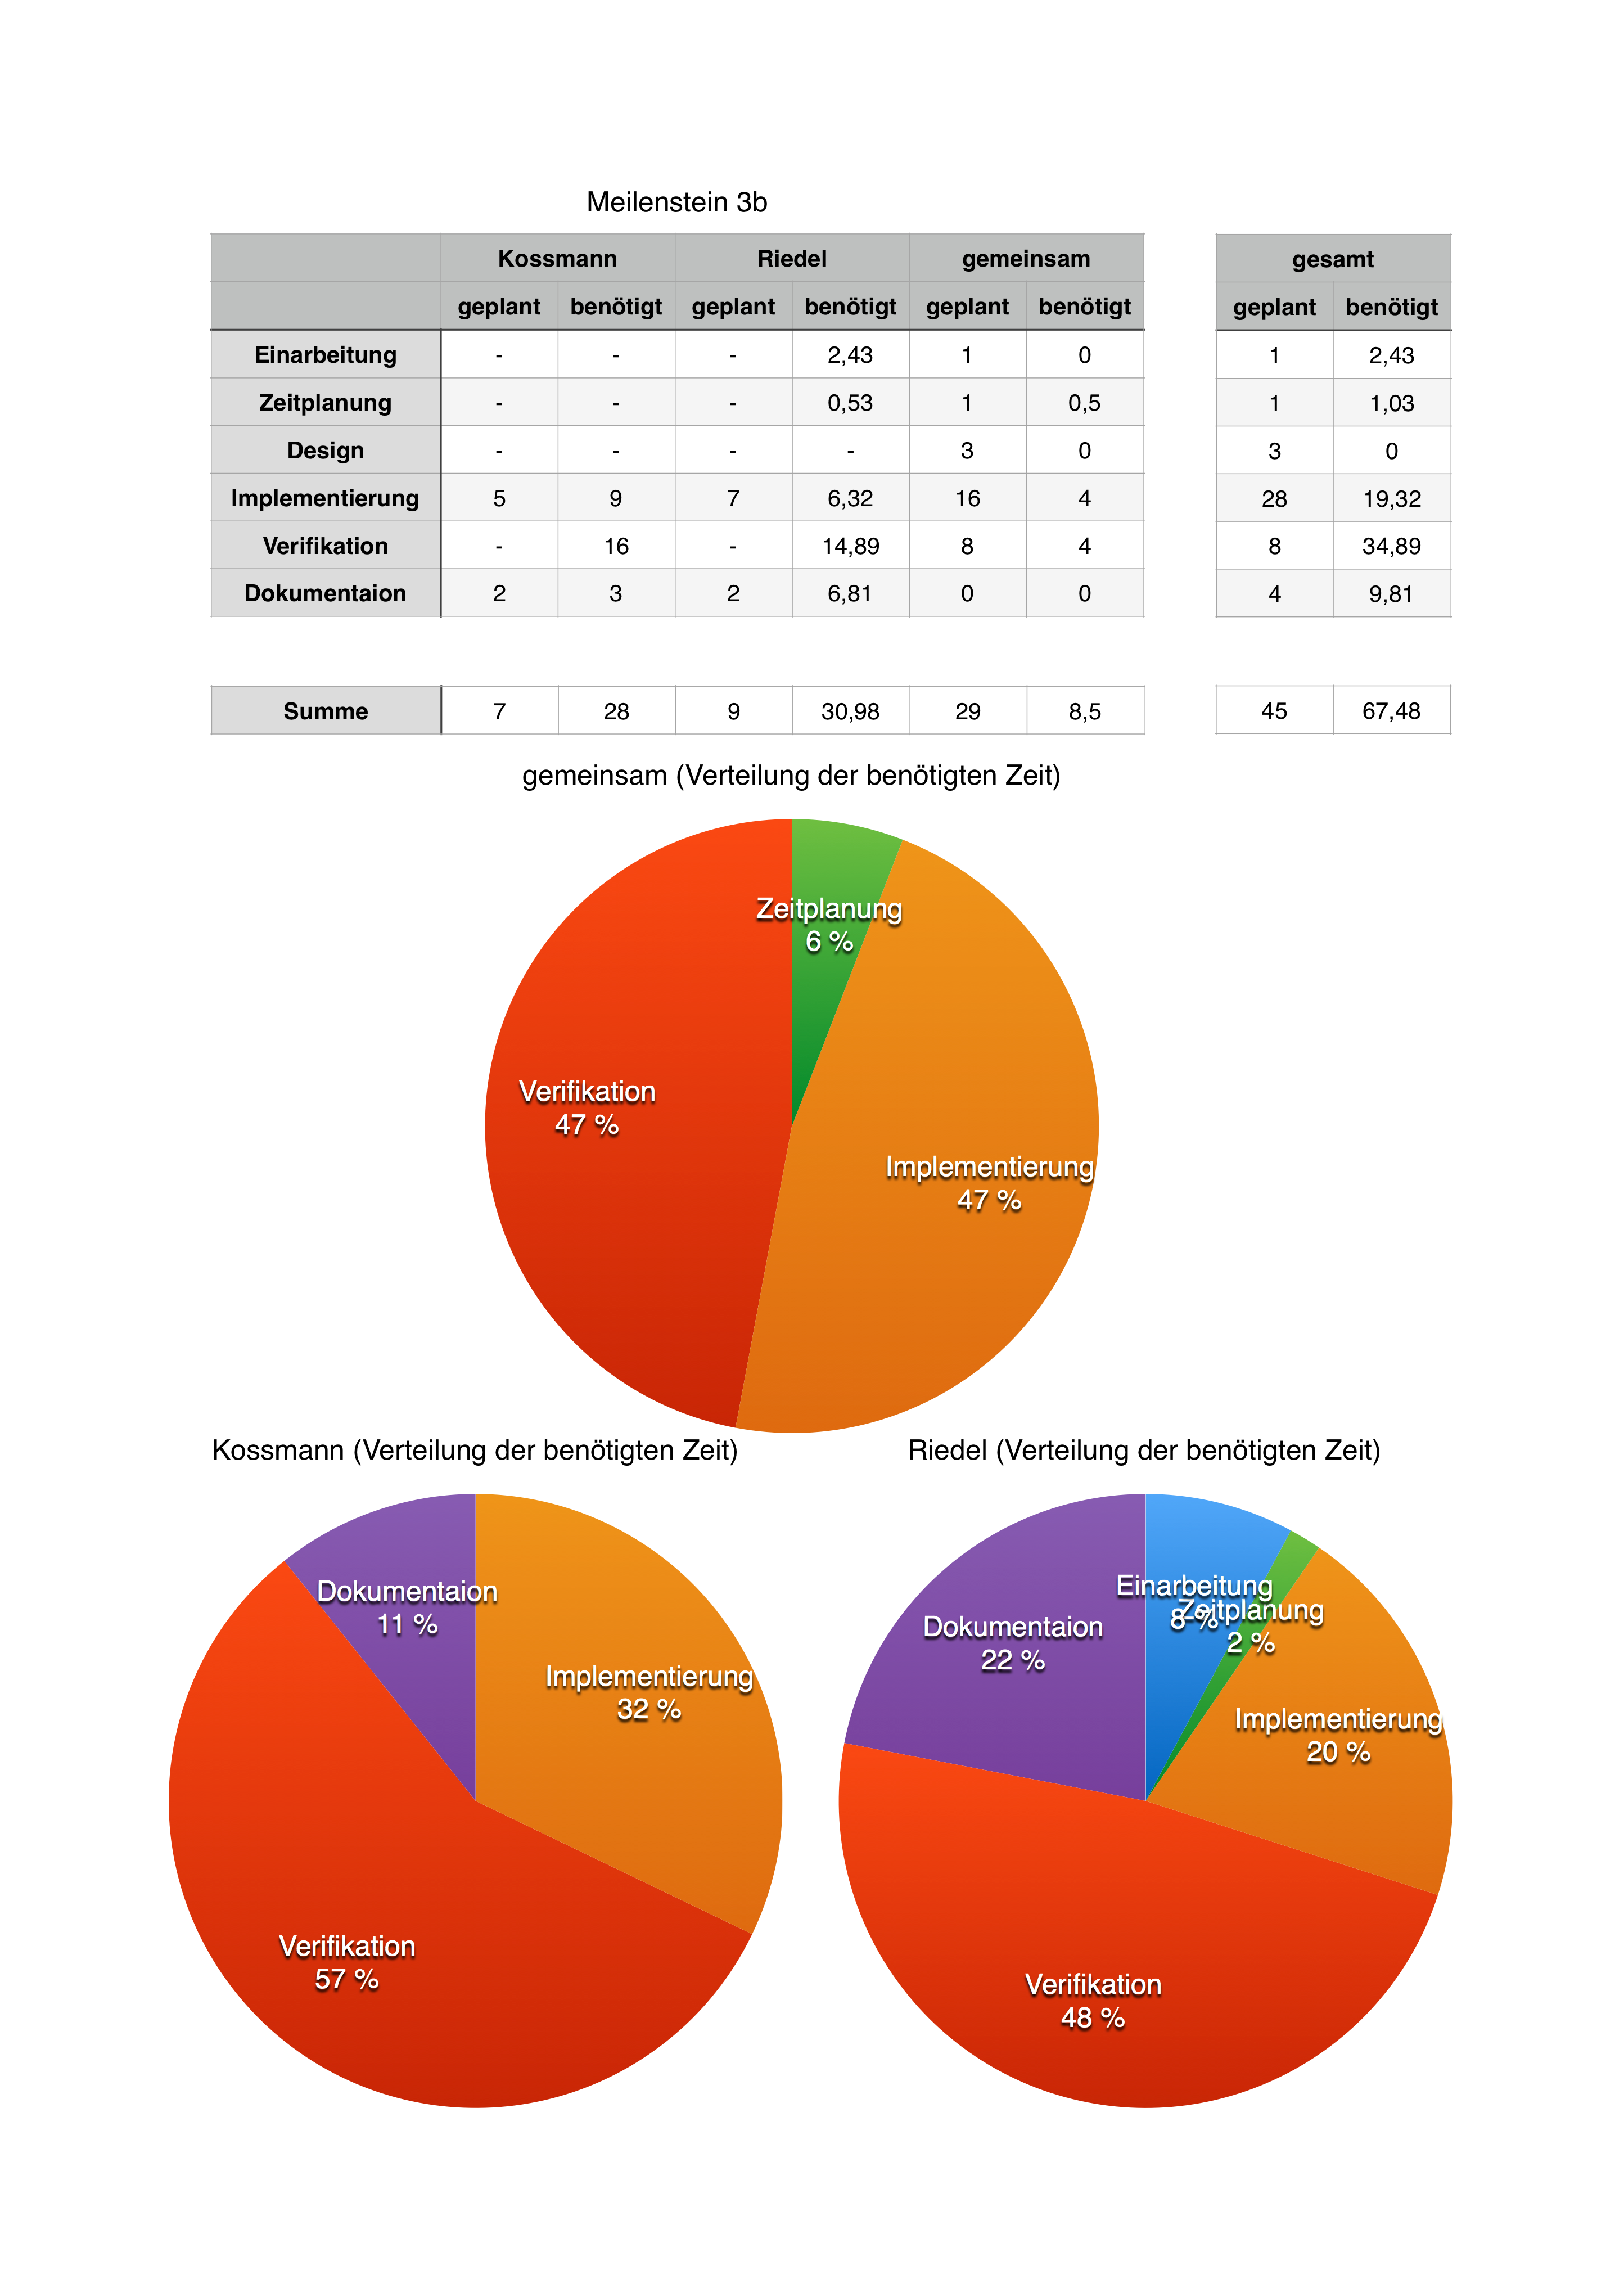 Meilenstein 3b
Kossmann Riedel gemeinsam gesamt
geplant benötigt geplant benötigt geplant benötigt geplant benötigt
Einarbeitung - - - 2,43 1 0 1 2,43
Zeitplanung - - - 0,53 1 0,5 1 1,03
Design - - - - 3 0 3 0
Implementierung 5 9 7 6,32 16 4 28 19,32
Verifikation - 16 - 14,89 8 4 8 34,89
Dokumentaion 2 3 2 6,81 0 0 4 9,81
Summe 7 28 9 30,98 29 8,5 45 67,48
gemeinsam (Verteilung der benötigten Zeit)
Zeitplanung
6 %
Verifikation
47 %
Implementierung
47 %
Kossmann (Verteilung der benötigten Zeit)
Dokumentaion
11 %
Implementierung
32 %
Verifikation
57 %
Riedel (Verteilung der benötigten Zeit)
Einarbeitung
8 %
Zeitplanung
2 %
Dokumentaion
22 %
Implementierung
20 %
Verifikation
48 %